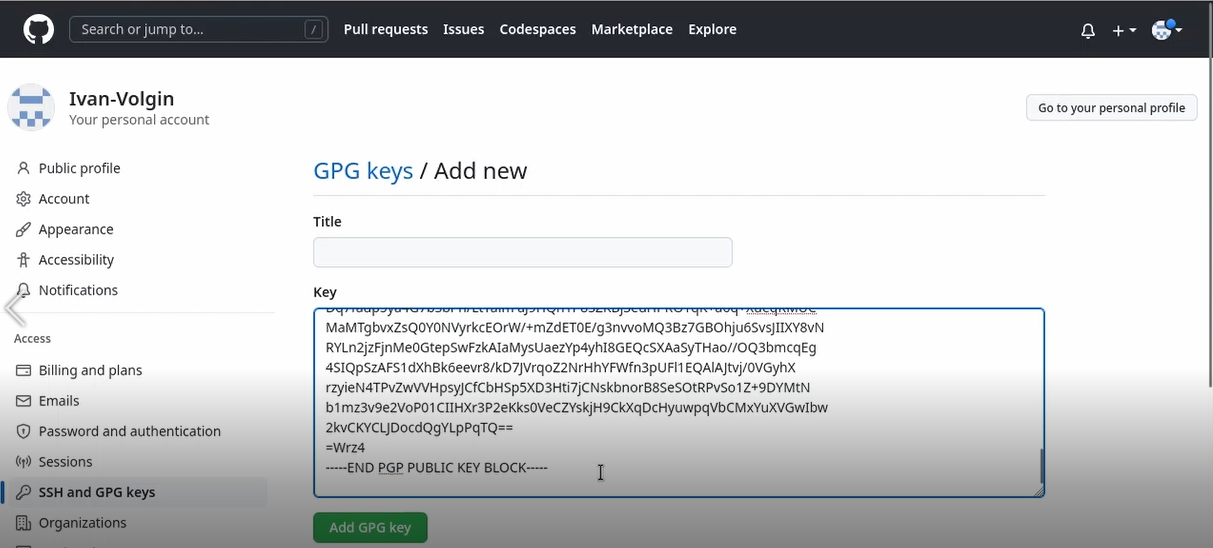 Search or jump to... /
Pull requests Issues Codespaces Marketplace Explore
Ivan-Volgin
Your personal account
Go to your personal profile
Public profile
Account
Appearance
Accessibility
Notifications
Access
Billing and plans
Emails
Password and authentication
Sessions
SSH and GPG keys
Organizations
GPG keys / Add new
Title
Key
MaMTgbvxZsQ0Y0NVyrkcEOrW/+mZdET0E/g3nvvoMQ3Bz7GBOhju6SvsJIIXY8vN
RYLn2jzFjnMe0GtepSwFzkAIaMysUaezYp4yhI8GEQcSXAaSyTHao//OQ3bmcqEg
4SIQpSzAFS1dXhBk6eevr8/kD7JVrqoZ2NrHhYFWfn3pUFl1EQAlAJtvj/0VGyhX
rzyieN4TPvZwVVHpsyJCfCbHSp5XD3Hti7jCNskbnorB8SeSOtRPvSo1Z+9DYMtN
b1mz3v9e2VoP01CIIHXr3P2eKks0VeCZYskjH9CkXqDcHyuwpqVbCMxYuXVGwIbw
2kvCKYCLJDocdQgYLpPqTQ==
=Wrz4
-----END PGP PUBLIC KEY BLOCK-----
Add GPG key